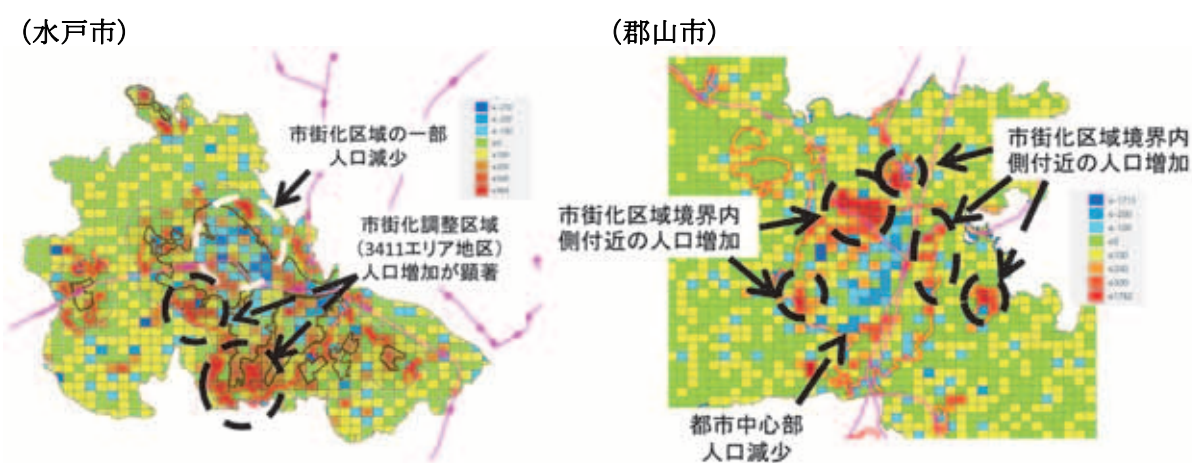 （水戸市）
（郡山市）
市街化区域の一部
人口減少
市街化調整区域
（3411エリア地区）
人口増加が顕著
市街化区域境界内
側付近の人口増加
市街化区域境界内
側付近の人口増加
都市中心部
人口減少